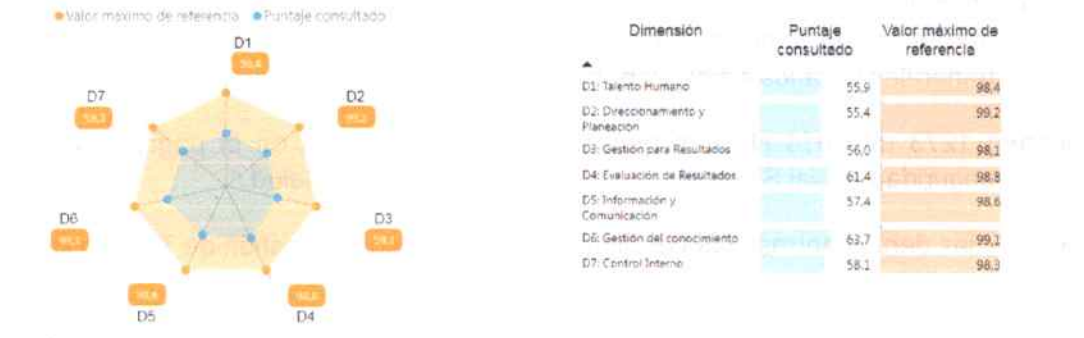 Valor máximo de referencia Puntaje consultado
D1
98,4
D7
98,3
D2
99,2
D6
99,1
D3
98,1
98,6
D5
98,8
D4
Dimensión Puntaje consultado Valor máximo de referencia
D1: Talento Humano 55,9 98,4
D2: Direccionamiento y Planeación 55,4 99,2
D3: Gestión para Resultados 56,0 98,1
D4: Evaluación de Resultados 61,4 98,8
D5: Información y Comunicación 57,4 98,6
D6: Gestión del conocimiento 63,7 99,1
D7: Control Interno 58,1 98,3